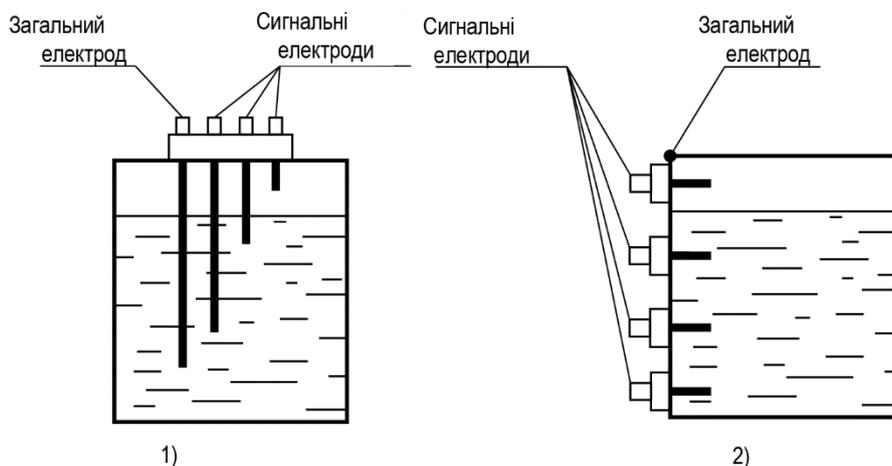 Загальний
електрод
Сигнальні
електроди
Сигнальні
електроди
Загальний
електрод
1)
2)